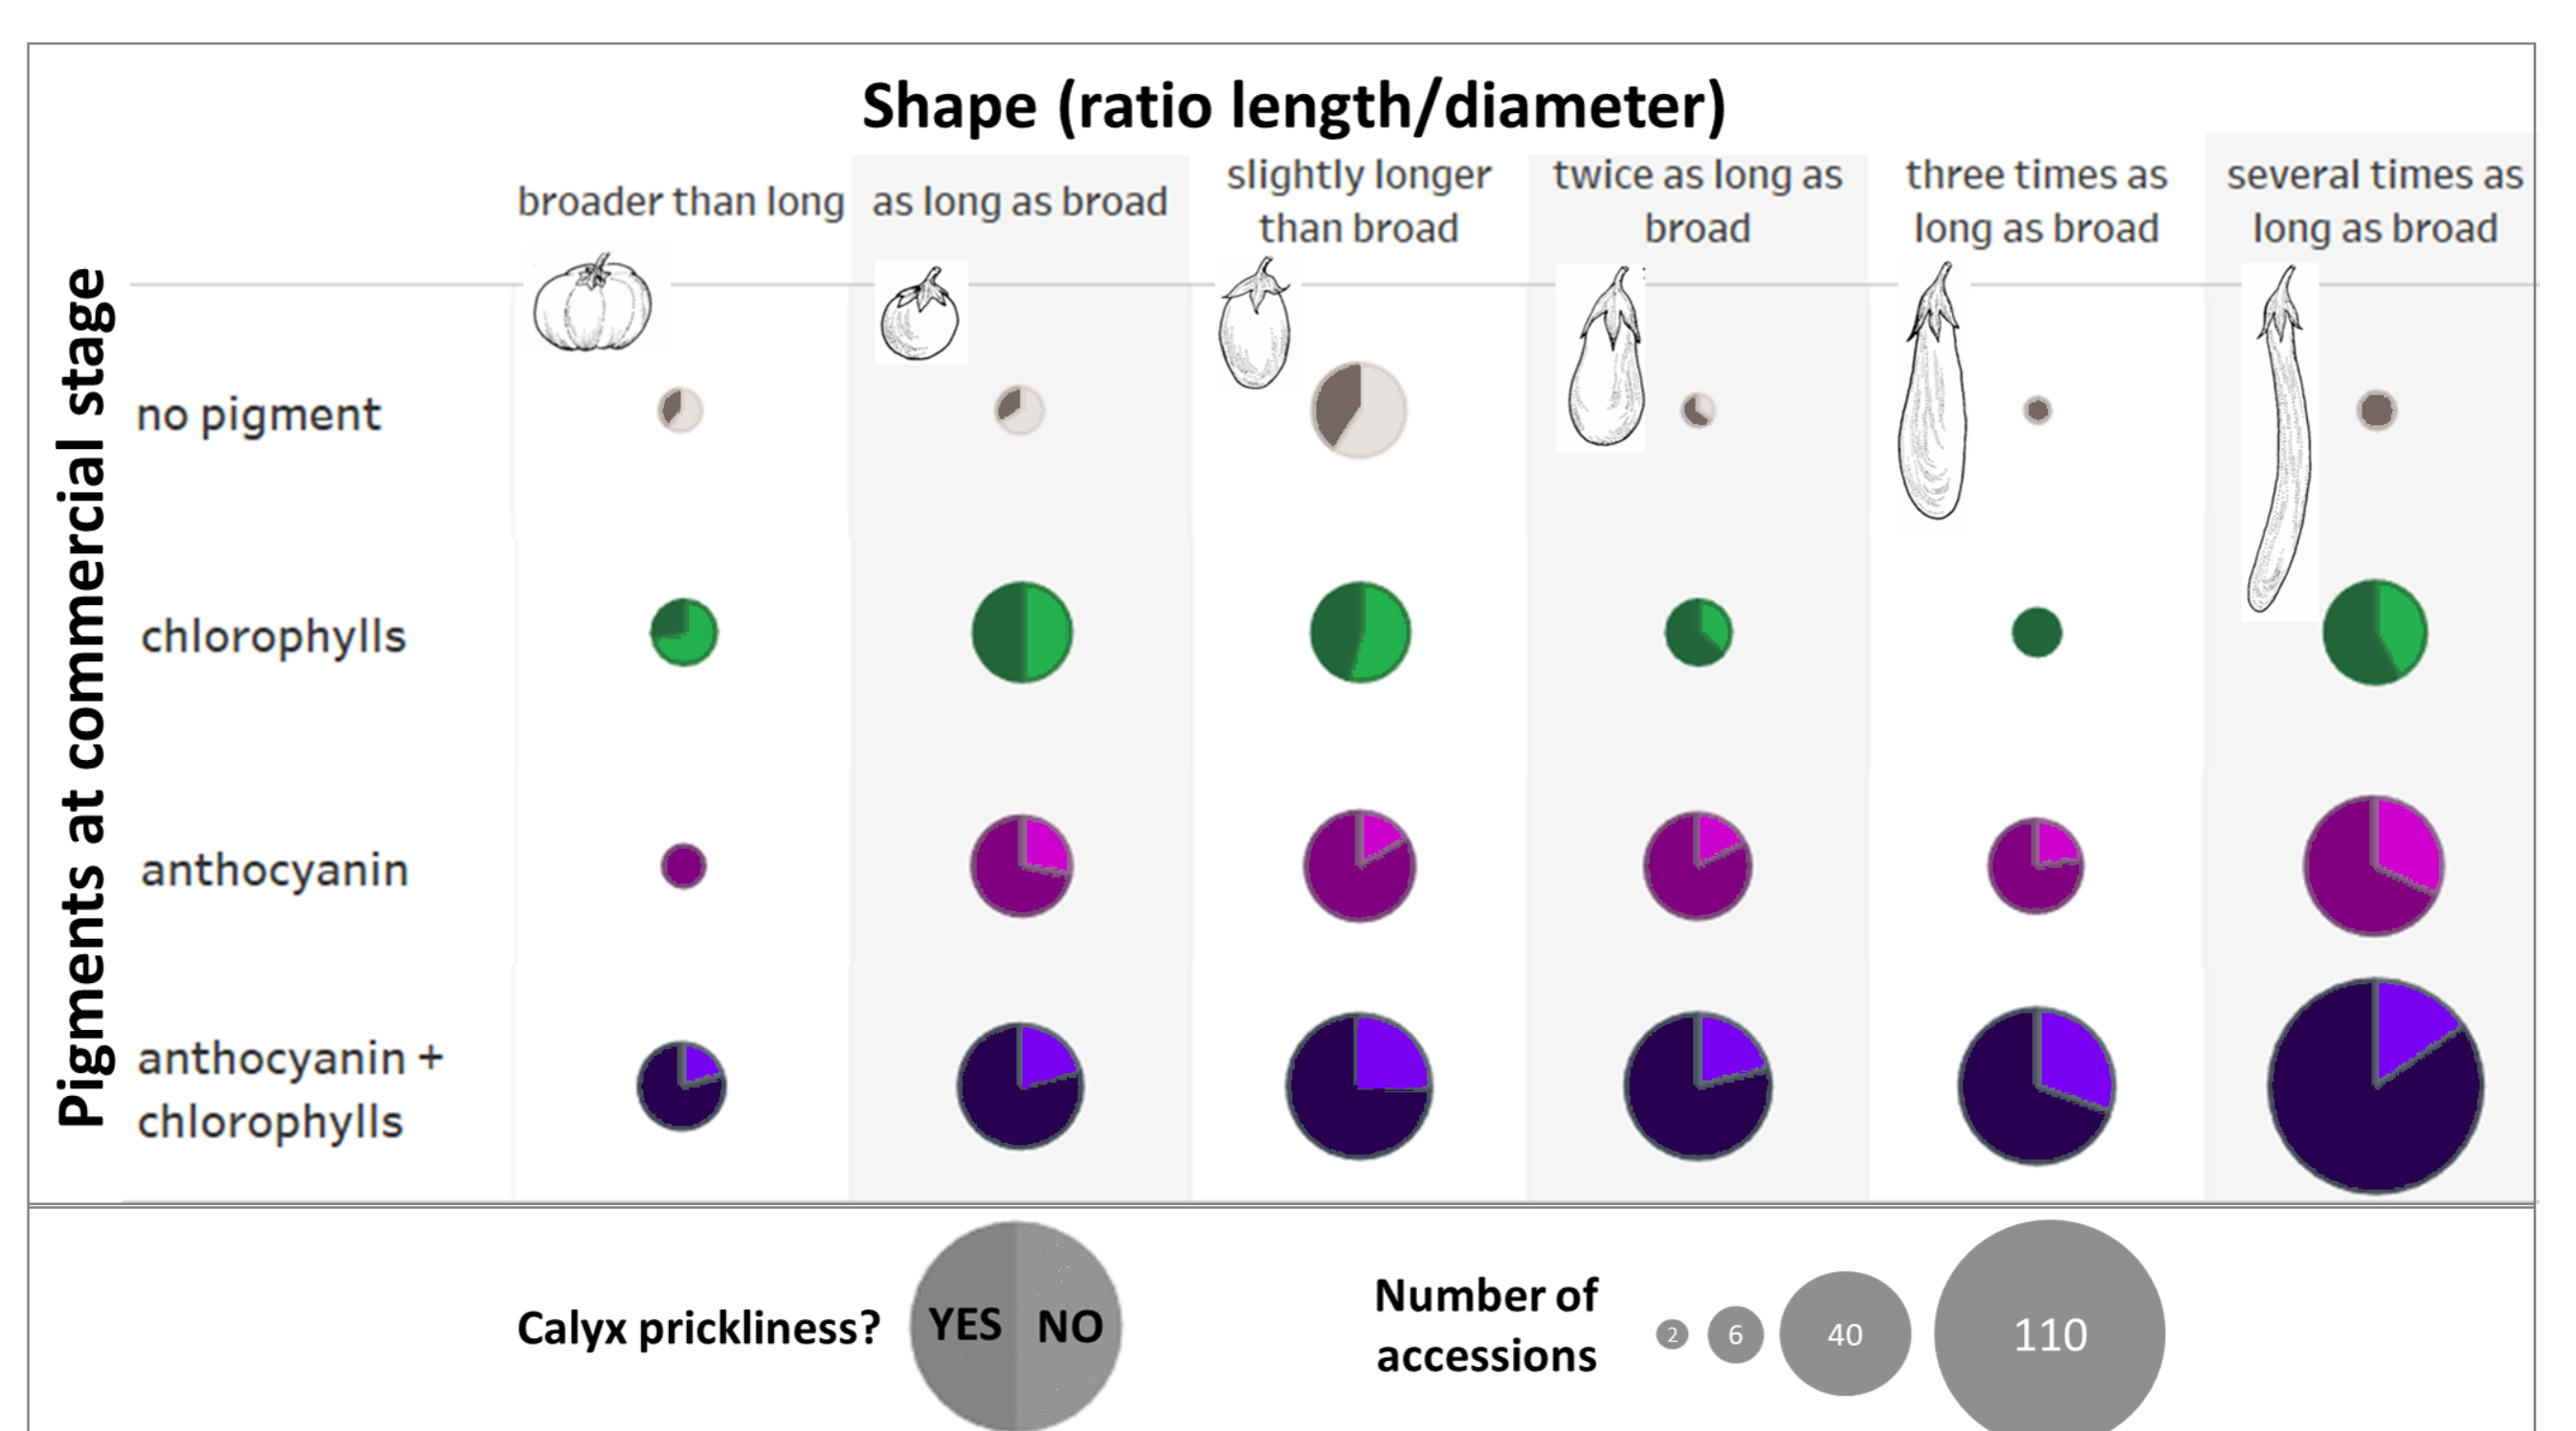 Shape (ratio length/diameter)
broader than long
as long as broad
slightly longer
than broad
twice as long as
broad
three times as
long as broad
several times as
long as broad
Pigments at commercial stage
no pigment
chlorophylls
anthocyanin
anthocyanin +
chlorophylls
Calyx prickliness?
YES
NO
Number of
accessions
2
6
40
110